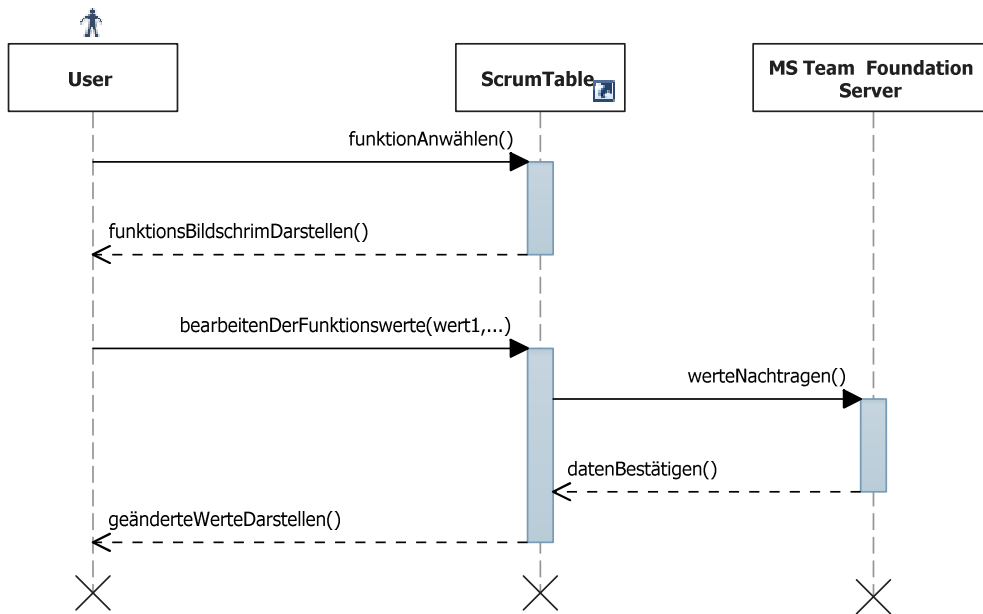 User
ScrumTable
MS Team Foundation
Server
funktionAnwählen()
funktionsBildschrimDarstellen()
bearbeitenDerFunktionswerte(wert1,...)
werteNachtragen()
datenBestätigen()
geänderteWerteDarstellen()